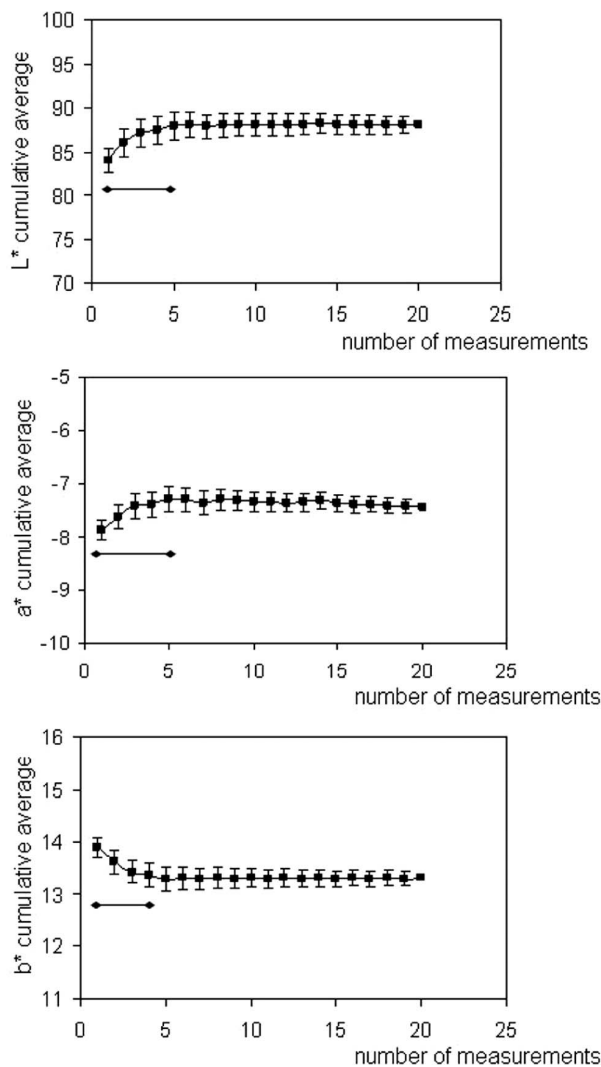 L* cumulative average
100
95
90
85
80
75
70
0 5 10 15 20 25
number of measurements
a* cumulative average
-5
-6
-7
-8
-9
-10
0 5 10 15 20 25
number of measurements
b* cumulative average
16
15
14
13
12
11
0 5 10 15 20 25
number of measurements